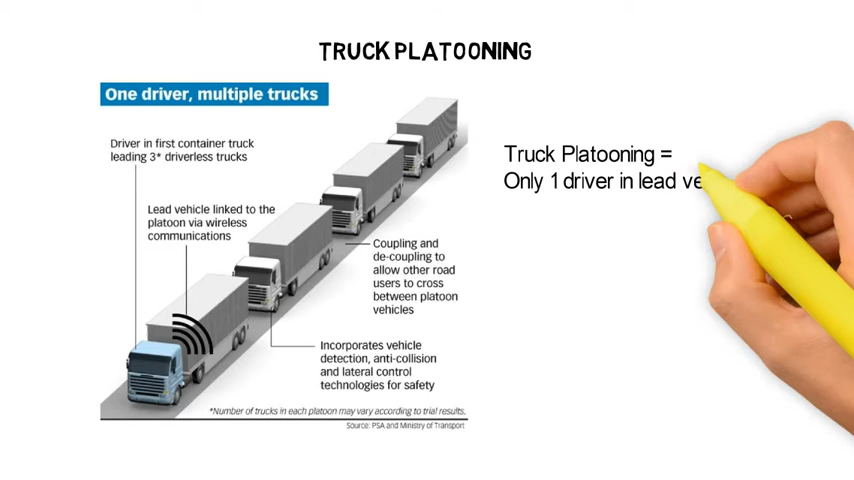 TRUCK PLATOONING
One driver, multiple trucks
Driver in first container truck
leading 3* driverless trucks
Lead vehicle linked to the
platoon via wireless
communications
Coupling and
de-coupling to
allow other road
users to cross
between platoon
vehicles
Incorporates vehicle
detection, anti-collision
and lateral control
technologies for safety
*Number of trucks in each platoon may vary according to trial results.
Source: PSA and Ministry of Transport
Truck Platooning =
Only 1 driver in lead ve